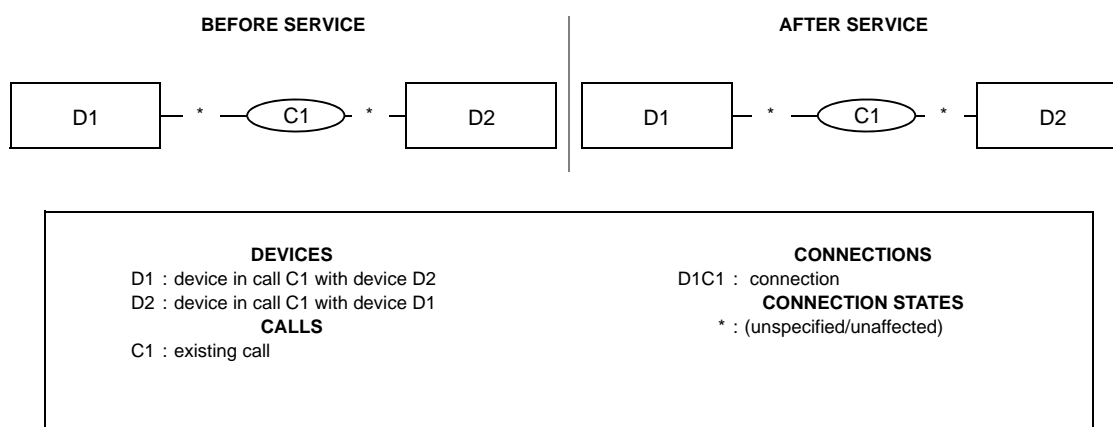 BEFORE SERVICE
AFTER SERVICE
D1 * C1 * D2
D1 * C1 * D2
DEVICES
D1 : device in call C1 with device D2
D2 : device in call C1 with device D1
CALLS
C1 : existing call
CONNECTIONS
D1C1 : connection
CONNECTION STATES
* : (unspecified/unaffected)